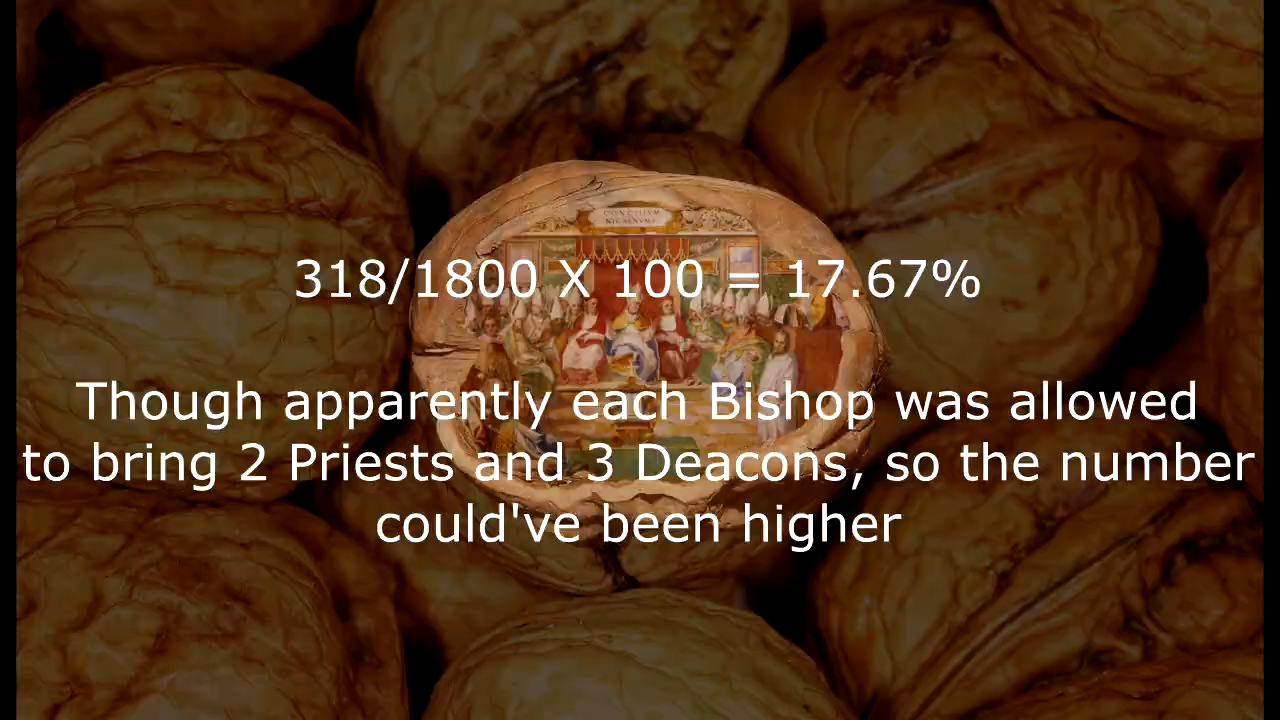 CONCILIVM
318/1800 X 100 = 17.67%
Though apparently each Bishop was allowed
to bring 2 Priests and 3 Deacons, so the number
could've been higher